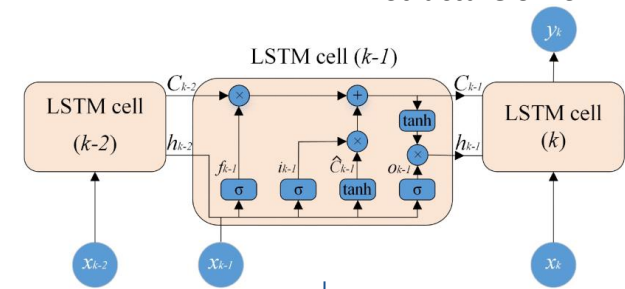 y_k
LSTM cell (k-1)
C_k-2 × + C_k-1
LSTM cell
(k-2)
tanh
LSTM cell
(k)
h_k-2 × × h_k-1
f_k-1 i_k-1 Ĉ_k-1 o_k-1
σ σ tanh σ
x_k-2 x_k-1 x_k